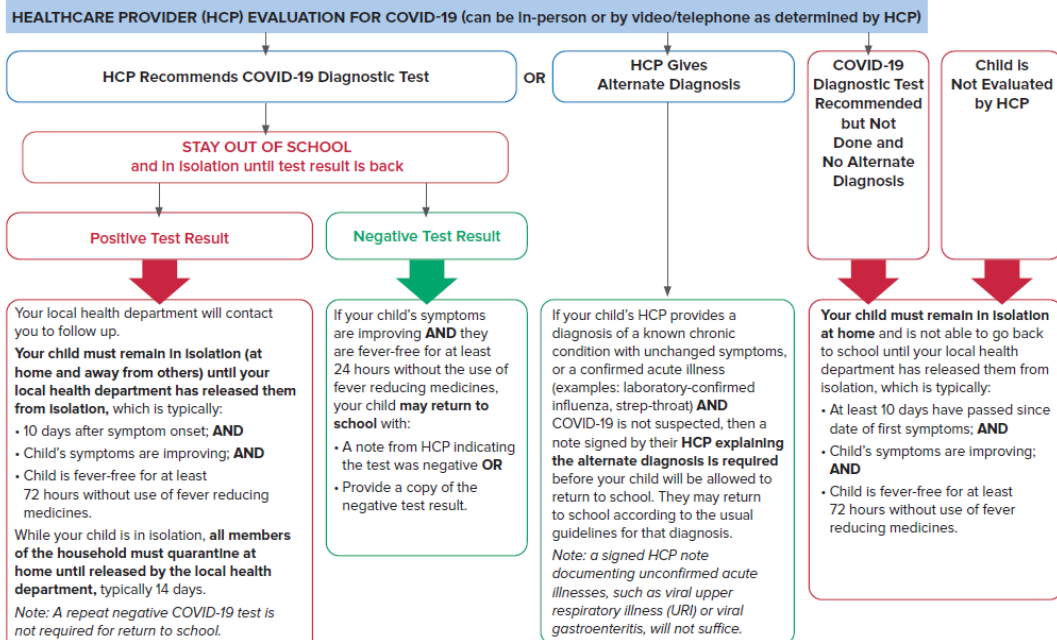 HEALTHCARE PROVIDER (HCP) EVALUATION FOR COVID-19 (can be in-person or by video/telephone as determined by HCP)
HCP Recommends COVID-19 Diagnostic Test
OR
HCP Gives
Alternate Diagnosis
COVID-19
Diagnostic Test
Recommended
but Not
Done and
No Alternate
Diagnosis
Child is
Not Evaluated
by HCP
STAY OUT OF SCHOOL
and in isolation until test result is back
Positive Test Result
Negative Test Result
Your local health department will contact
you to follow up.
Your child must remain in isolation (at
home and away from others) until your
local health department has released them
from isolation, which is typically:
• 10 days after symptom onset; AND
• Child's symptoms are improving; AND
• Child is fever-free for at least
72 hours without use of fever reducing
medicines.
While your child is in isolation, all members
of the household must quarantine at
home until released by the local health
department, typically 14 days.
Note: A repeat negative COVID-19 test is
not required for return to school.
If your child's symptoms
are improving AND they
are fever-free for at least
24 hours without the use of
fever reducing medicines,
your child may return to
school with:
• A note from HCP indicating
the test was negative OR
• Provide a copy of the
negative test result.
If your child's HCP provides a
diagnosis of a known chronic
condition with unchanged symptoms,
or a confirmed acute illness
(examples: laboratory-confirmed
influenza, strep-throat) AND
COVID-19 is not suspected, then a
note signed by their HCP explaining
the alternate diagnosis is required
before your child will be allowed to
return to school. They may return
to school according to the usual
guidelines for that diagnosis.
Note: a signed HCP note
documenting unconfirmed acute
illnesses, such as viral upper
respiratory illness (URI) or viral
gastroenteritis, will not suffice.
Your child must remain in isolation
at home and is not able to go back
to school until your local health
department has released them from
isolation, which is typically:
• At least 10 days have passed since
date of first symptoms; AND
• Child's symptoms are improving;
AND
• Child is fever-free for at least
72 hours without use of fever
reducing medicines.